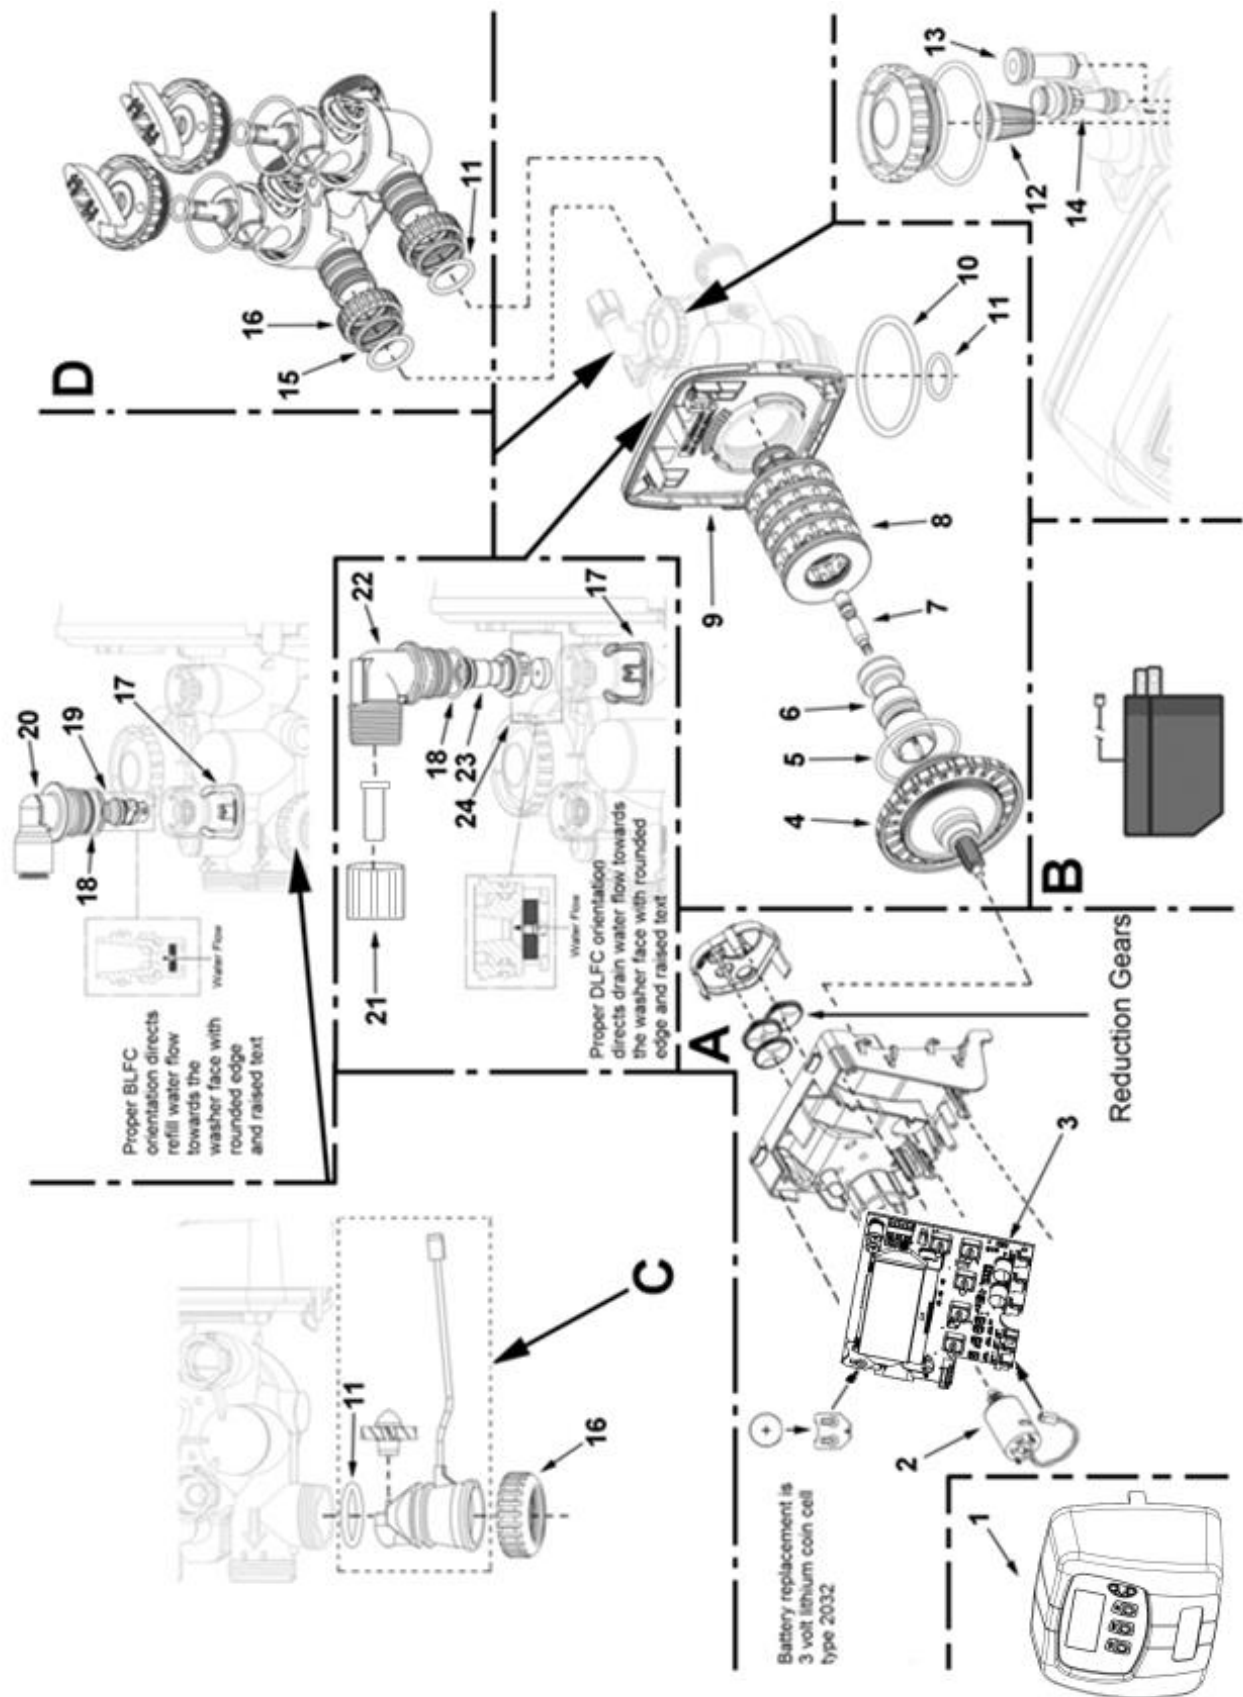 D
20
19
18
17
Proper BLFC
orientation directs
refill water flow
towards the
washer face with
rounded edge
and raised text
Water Flow
16
15
11
11
22
21
18
23
24
17
Water Flow
Proper DLFC orientation
directs drain water flow towards
the washer face with rounded
edge and raised text
16
C
A
Battery replacement is
3 volt lithium coin cell
type 2032
2
3
Reduction Gears
4
5
6
7
8
9
10
11
B
12
13
14
1